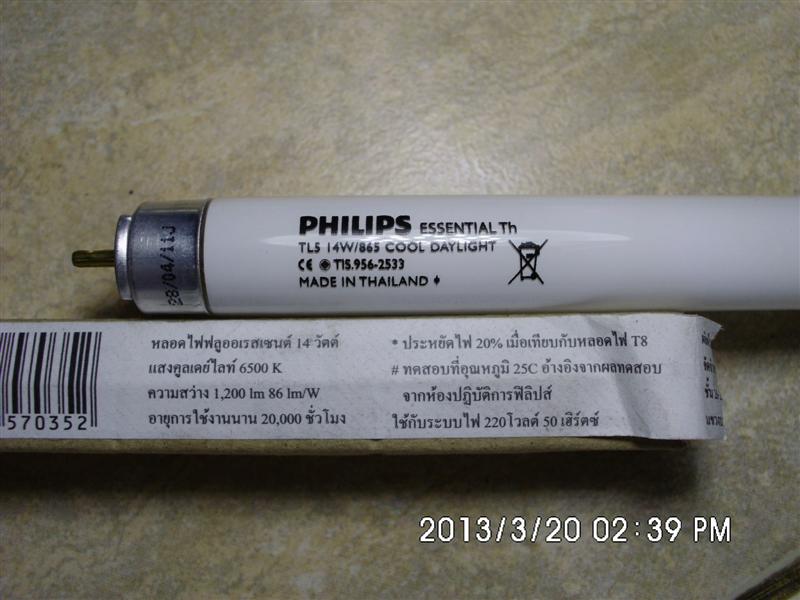 PHILIPS ESSENTIAL Th
TL5 14W/865 COOL DAYLIGHT
CE TIS.956-2533
MADE IN THAILAND
28/04/11J
570352
หลอดไฟฟลูออเรสเซนต์ 14 วัตต์
แสงคูลเดย์ไลท์ 6500 K
ความสว่าง 1,200 lm 86 lm/W
อายุการใช้งานนาน 20,000 ชั่วโมง
* ประหยัดไฟ 20% เมื่อเทียบกับหลอดไฟ T8
# ทดสอบที่อุณหภูมิ 25C อ้างอิงจากผลทดสอบ
จากห้องปฏิบัติการฟิลิปส์
ใช้กับระบบไฟ 220โวลต์ 50 เฮิร์ตซ์
2013/3/20 02:39 PM